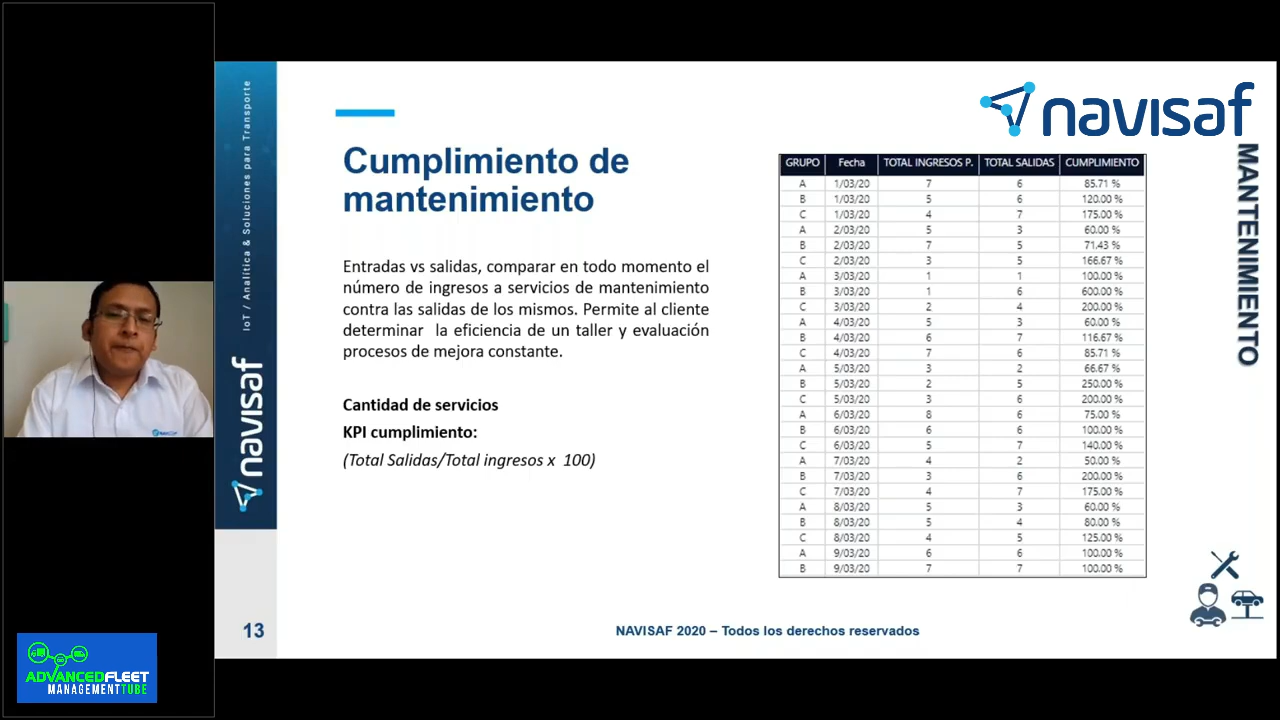 IoT / Analítica & Soluciones para Transporte
navisaf
13
navisaf
MANTENIMIENTO
Cumplimiento de
mantenimiento
Entradas vs salidas, comparar en todo momento el
número de ingresos a servicios de mantenimiento
contra las salidas de los mismos. Permite al cliente
determinar la eficiencia de un taller y evaluación
procesos de mejora constante.
Cantidad de servicios
KPI cumplimiento:
(Total Salidas/Total ingresos x 100)
GRUPO Fecha TOTAL INGRESOS P. TOTAL SALIDAS CUMPLIMIENTO
A 1/03/20 7 6 85.71 %
B 1/03/20 5 6 120.00 %
C 1/03/20 4 7 175.00 %
A 2/03/20 5 3 60.00 %
B 2/03/20 7 5 71.43 %
C 2/03/20 3 5 166.67 %
A 3/03/20 1 1 100.00 %
B 3/03/20 1 6 600.00 %
C 3/03/20 2 4 200.00 %
A 4/03/20 5 3 60.00 %
B 4/03/20 6 7 116.67 %
C 4/03/20 7 6 85.71 %
A 5/03/20 3 2 66.67 %
B 5/03/20 2 5 250.00 %
C 5/03/20 3 6 200.00 %
A 6/03/20 8 6 75.00 %
B 6/03/20 6 6 100.00 %
C 6/03/20 5 7 140.00 %
A 7/03/20 4 2 50.00 %
B 7/03/20 3 6 200.00 %
C 7/03/20 4 7 175.00 %
A 8/03/20 5 3 60.00 %
B 8/03/20 5 4 80.00 %
C 8/03/20 4 5 125.00 %
A 9/03/20 6 6 100.00 %
B 9/03/20 7 7 100.00 %
NAVISAF 2020 – Todos los derechos reservados
ADVANCEDFLEET
MANAGEMENTTUBE